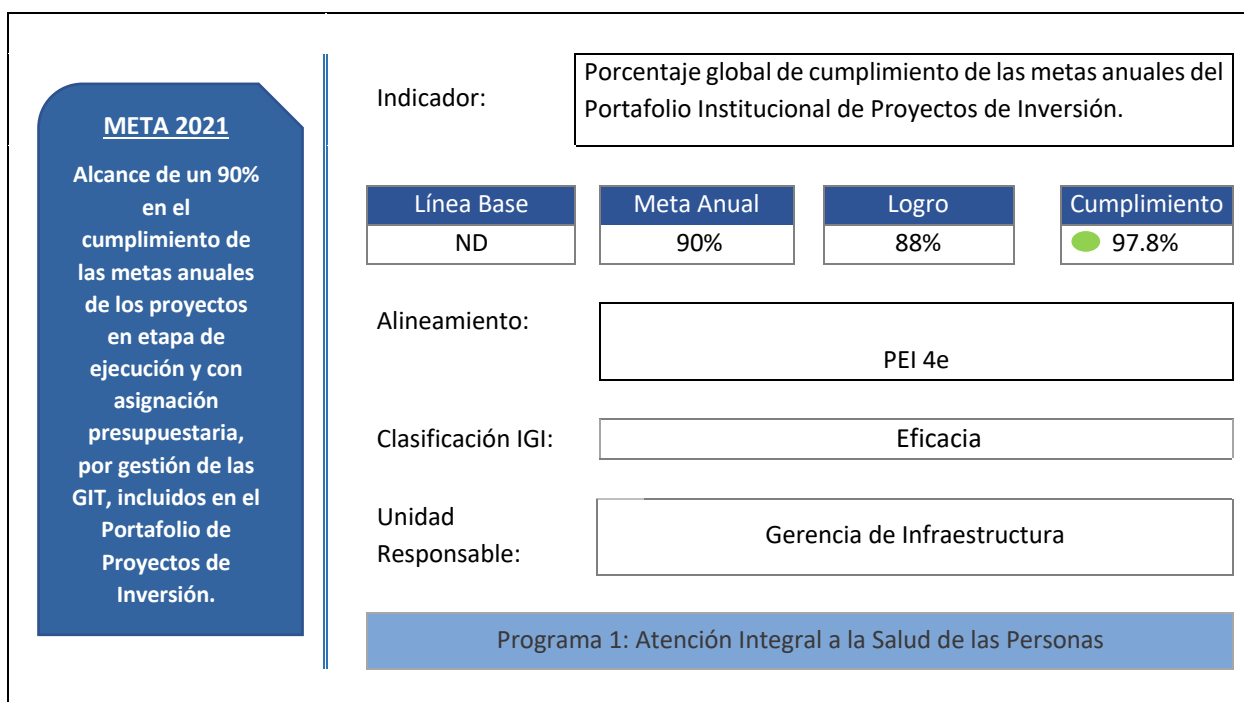 META 2021
Alcance de un 90%
en el
cumplimiento de
las metas anuales
de los proyectos
en etapa de
ejecución y con
asignación
presupuestaria,
por gestión de las
GIT, incluidos en el
Portafolio de
Proyectos de
Inversión.
Indicador:
Porcentaje global de cumplimiento de las metas anuales del
Portafolio Institucional de Proyectos de Inversión.
Línea Base Meta Anual Logro Cumplimiento
ND 90% 88% 97.8%
Alineamiento:
PEI 4e
Clasificación IGI: Eficacia
Unidad
Responsable:
Gerencia de Infraestructura
Programa 1: Atención Integral a la Salud de las Personas